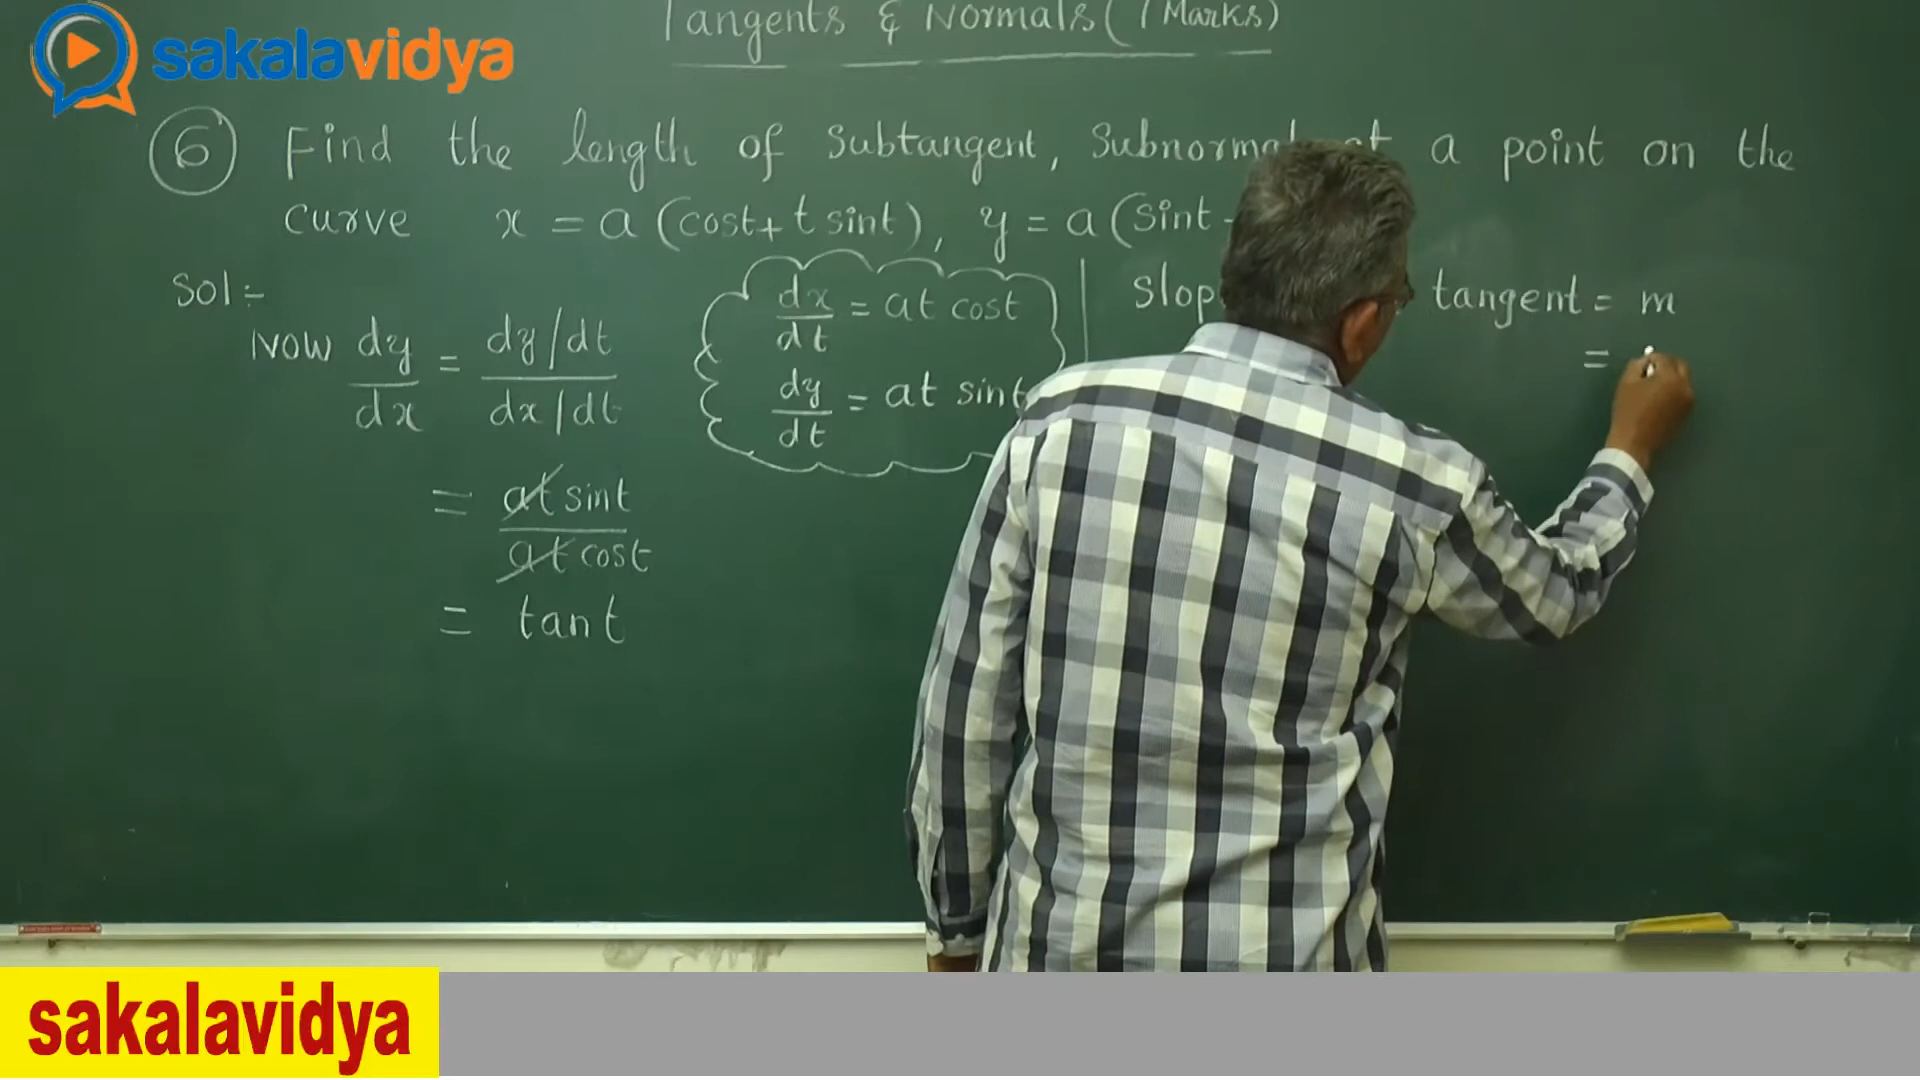 sakalavidya
Tangents & Normals (7 Marks)
6 Find the length of Subtangent, Subnormal at a point on the
curve x = a (cost + t sint), y = a (sint -
Sol:-
Now dy/dx = dy/dt / dx/dt
= at sint / at cost
= tan t
dx/dt = at cost
dy/dt = at sint
Slop tangent = m
=
sakalavidya